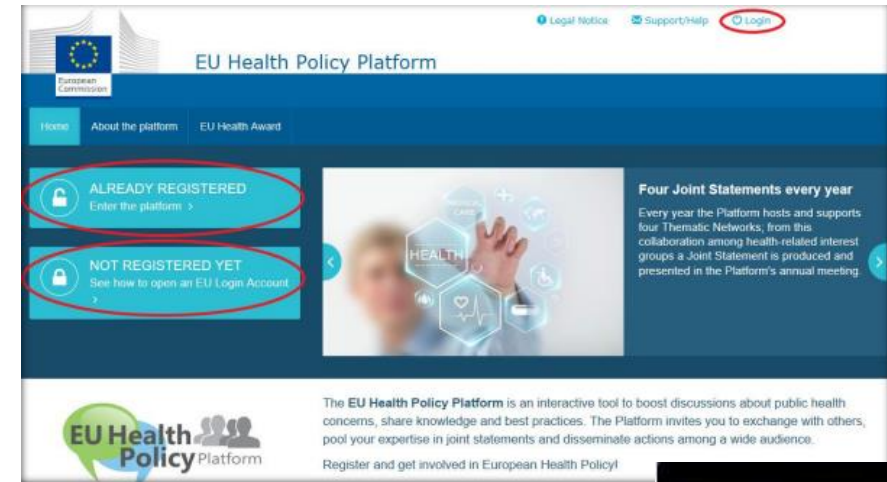 Legal Notice Support/Help Login
European
Commission
EU Health Policy Platform
Home About the platform EU Health Award
ALREADY REGISTERED
Enter the platform >
NOT REGISTERED YET
See how to open an EU Login Account
>
HEALTH
CARE
Four Joint Statements every year
Every year the Platform hosts and supports
four Thematic Networks; from this
collaboration among health-related interest
groups a Joint Statement is produced and
presented in the Platform's annual meeting.
EU Health
Policy Platform
The EU Health Policy Platform is an interactive tool to boost discussions about public health
concerns, share knowledge and best practices. The Platform invites you to exchange with others,
pool your expertise in joint statements and disseminate actions among a wide audience.
Register and get involved in European Health Policy!